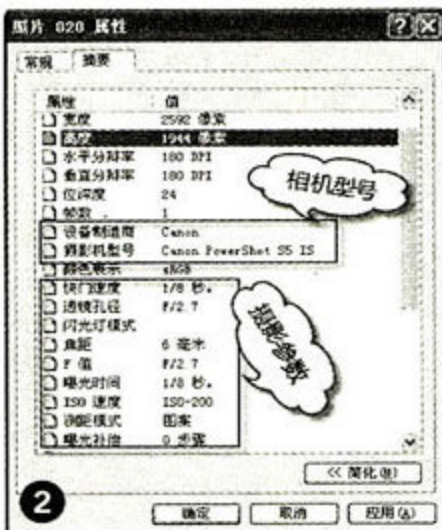 照片 020 属性
常规 摘要
属性 值
宽度 2592 像素
高度 1944 像素
水平分辩率 180 DPI
垂直分辩率 180 DPI
位深度 24
帧数 1
设备制造商 Canon
照影机型号 Canon PowerShot S5 IS
颜色表示 sRGB
快门速度 1/8 秒。
透镜孔径 F/2.7
闪光灯模式
焦距 6 毫米
F 值 F/2.7
曝光时间 1/8 秒。
ISO 速度 ISO-200
测距模式 图案
曝光补偿 0 步骤
相机型号
摄影参数
<< 简化(M)
2
确定 取消 应用(A)